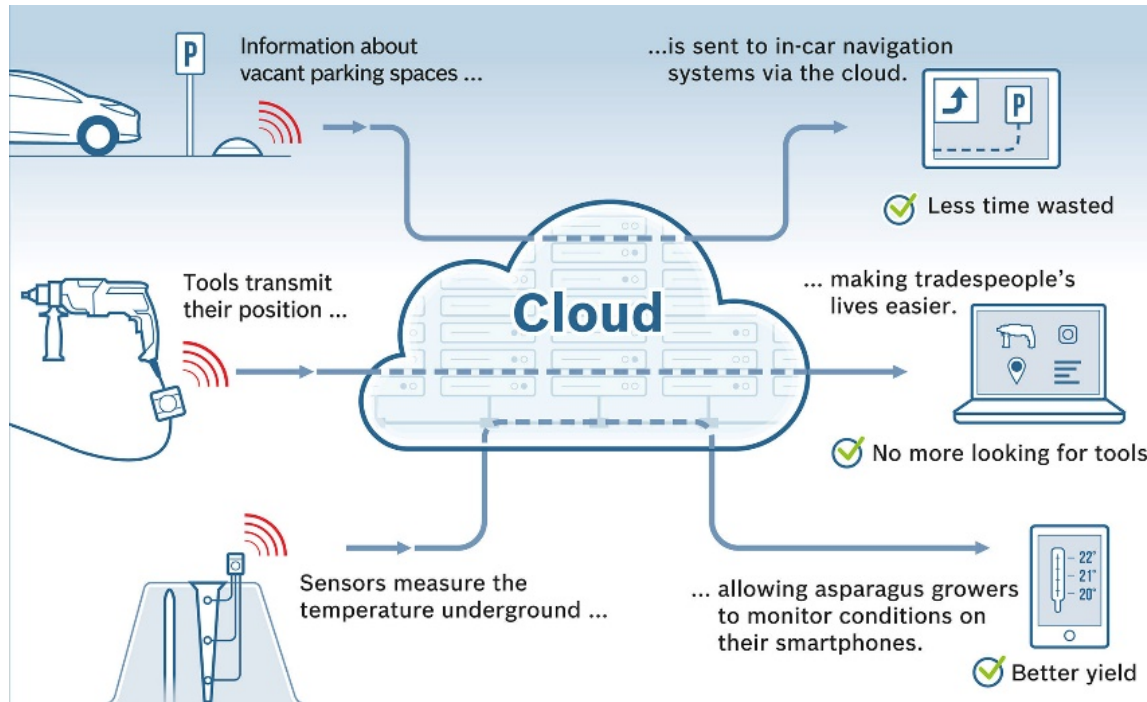 P
Information about
vacant parking spaces ...
...is sent to in-car navigation
systems via the cloud.
P
Less time wasted
Tools transmit
their position ...
Cloud
... making tradespeople's
lives easier.
No more looking for tools
Sensors measure the
temperature underground ...
... allowing asparagus growers
to monitor conditions on
their smartphones.
22°
21°
20°
Better yield